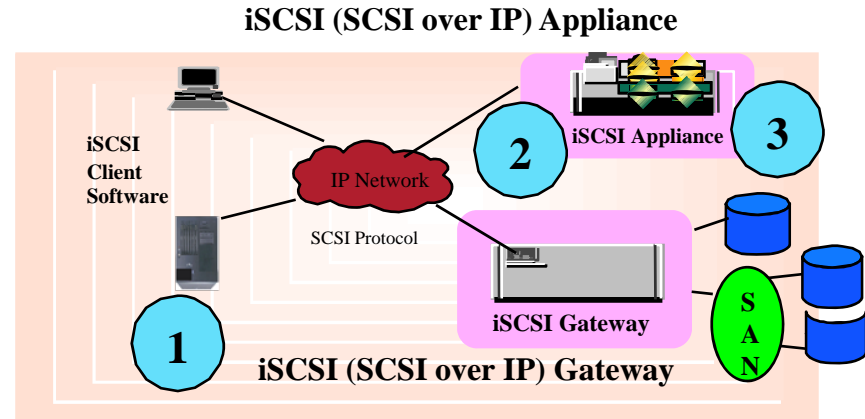 iSCSI (SCSI over IP) Appliance
iSCSI
Client
Software
IP Network
SCSI Protocol
2
iSCSI Appliance
3
iSCSI Gateway
S
A
N
1
iSCSI (SCSI over IP) Gateway